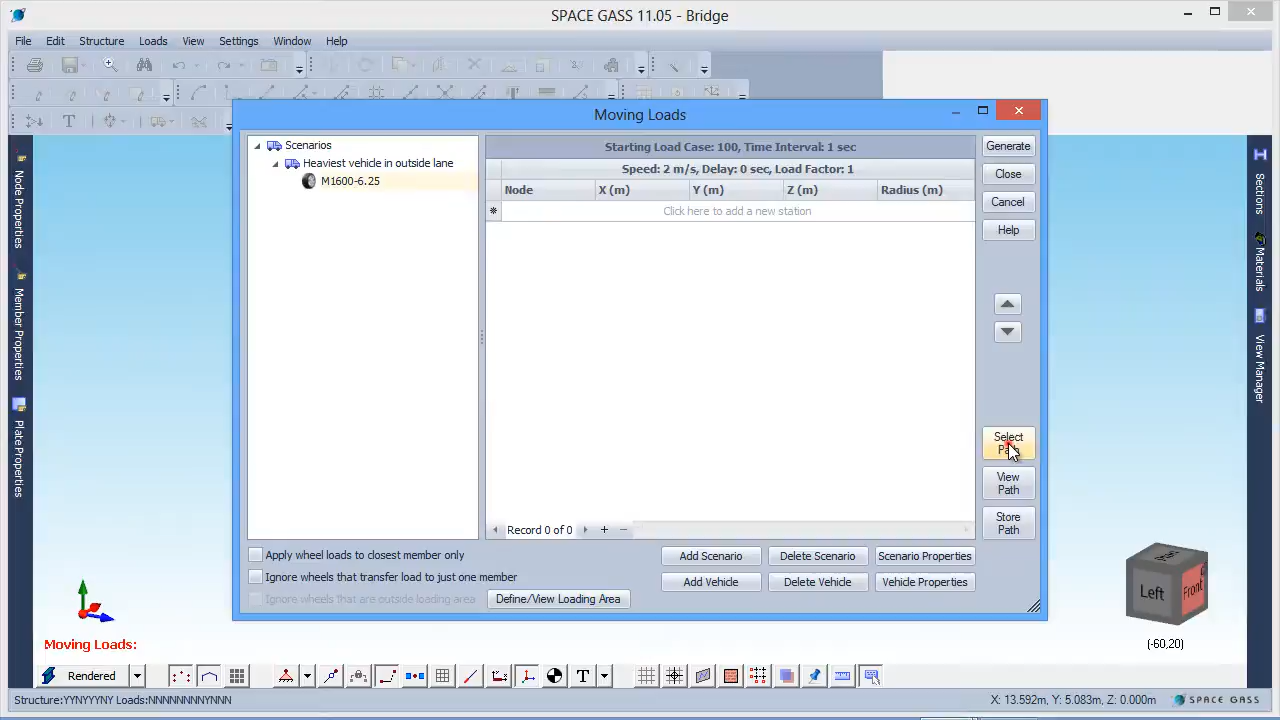 SPACE GASS 11.05 - Bridge
File Edit Structure Loads View Settings Window Help
Moving Loads
Scenarios
Heaviest vehicle in outside lane
M1600-6.25
Starting Load Case: 100, Time Interval: 1 sec
Speed: 2 m/s, Delay: 0 sec, Load Factor: 1
Node X (m) Y (m) Z (m) Radius (m)
Click here to add a new station
Record 0 of 0
Generate
Close
Cancel
Help
Select
Path
View
Path
Store
Path
Apply wheel loads to closest member only
Ignore wheels that transfer load to just one member
Ignore wheels that are outside loading area
Add Scenario Delete Scenario Scenario Properties
Add Vehicle Delete Vehicle Vehicle Properties
Define/View Loading Area
Node Properties
Member Properties
Plate Properties
Sections
Materials
View Manager
Left Front
(-60,20)
Moving Loads:
Rendered
T
T
Structure:YYNYYYNY Loads:NNNNNNNNYNNN
X: 13.592m, Y: 5.083m, Z: 0.000m
SPACE GASS